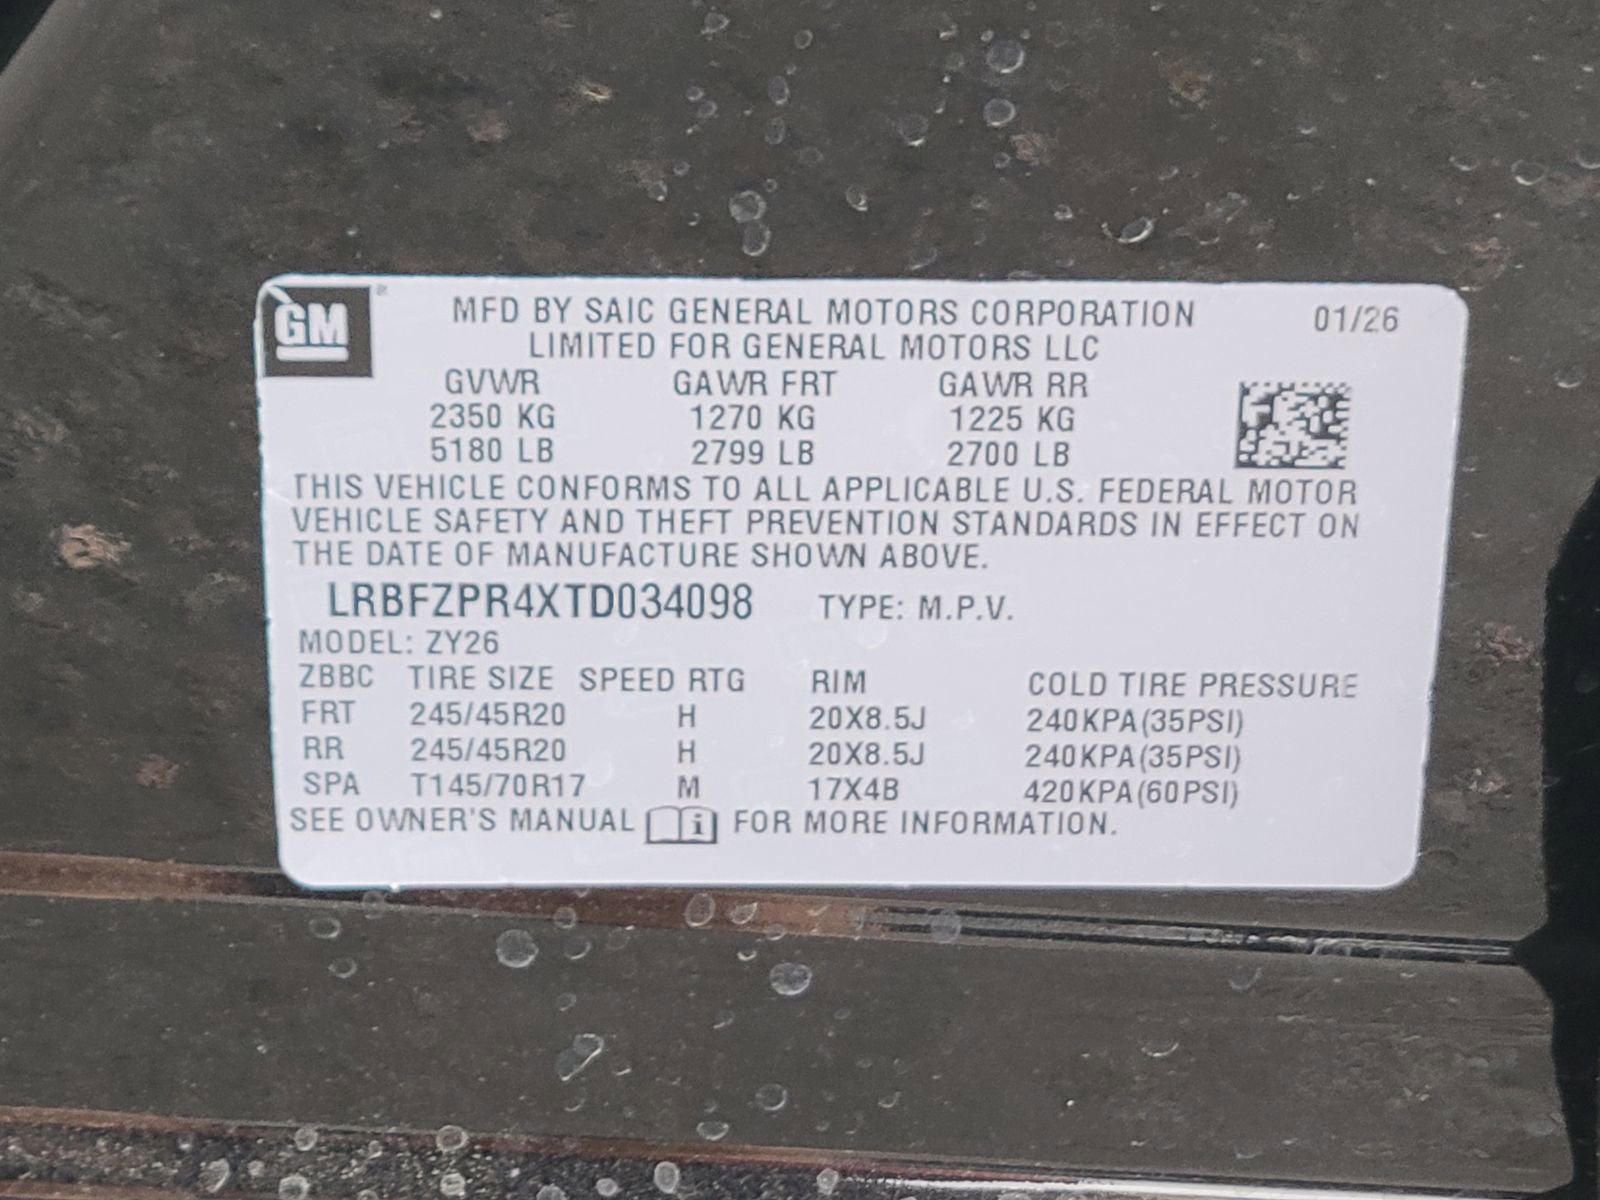 GM ®
MFD BY SAIC GENERAL MOTORS CORPORATION 01/26
LIMITED FOR GENERAL MOTORS LLC
GVWR GAWR FRT GAWR RR
2350 KG 1270 KG 1225 KG
5180 LB 2799 LB 2700 LB
THIS VEHICLE CONFORMS TO ALL APPLICABLE U.S. FEDERAL MOTOR
VEHICLE SAFETY AND THEFT PREVENTION STANDARDS IN EFFECT ON
THE DATE OF MANUFACTURE SHOWN ABOVE.
LRBFZPR4XTD034098 TYPE: M.P.V.
MODEL: ZY26
ZBBC TIRE SIZE SPEED RTG RIM COLD TIRE PRESSURE
FRT 245/45R20 H 20X8.5J 240KPA(35PSI)
RR 245/45R20 H 20X8.5J 240KPA(35PSI)
SPA T145/70R17 M 17X4B 420KPA(60PSI)
SEE OWNER'S MANUAL i FOR MORE INFORMATION.